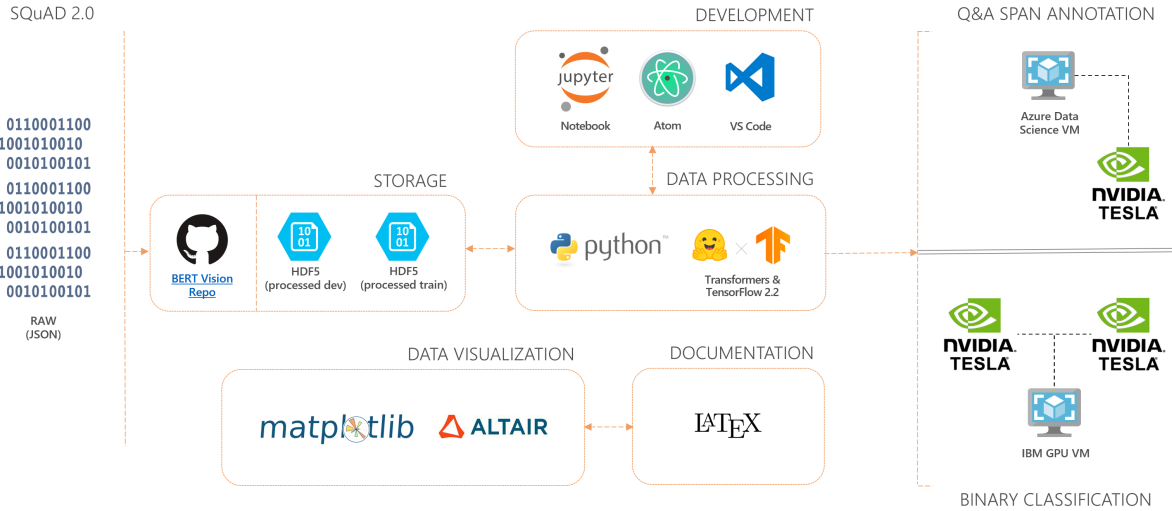 SQuAD 2.0
0110001100
1001010010
0010100101
0110001100
1001010010
0010100101
0110001100
1001010010
0010100101
RAW
(JSON)
STORAGE
BERT Vision
Repo
10
01
HDF5
(processed dev)
10
01
HDF5
(processed train)
DEVELOPMENT
jupyter
Notebook
Atom
VS Code
DATA PROCESSING
python™
Transformers &
TensorFlow 2.2
DATA VISUALIZATION
matplotlib
ALTAIR
DOCUMENTATION
LATEX
Q&A SPAN ANNOTATION
Azure Data
Science VM
NVIDIA.
TESLA
NVIDIA.
TESLA
NVIDIA.
TESLA
IBM GPU VM
BINARY CLASSIFICATION